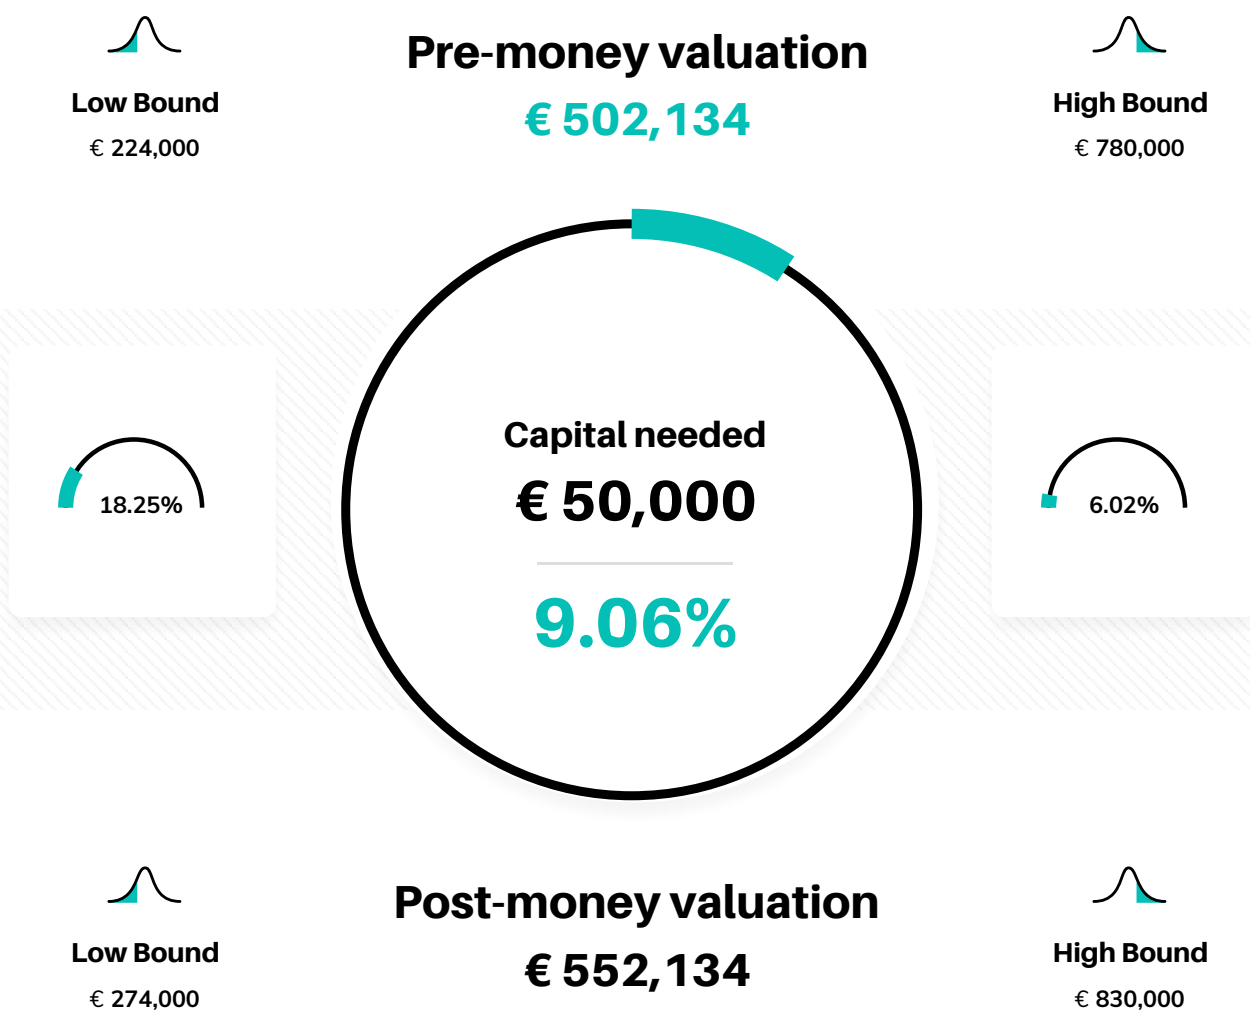 Pre-money valuation
€ 502,134
Low Bound
€ 224,000
High Bound
€ 780,000
18.25%
Capital needed
€ 50,000
9.06%
6.02%
Post-money valuation
€ 552,134
Low Bound
€ 274,000
High Bound
€ 830,000